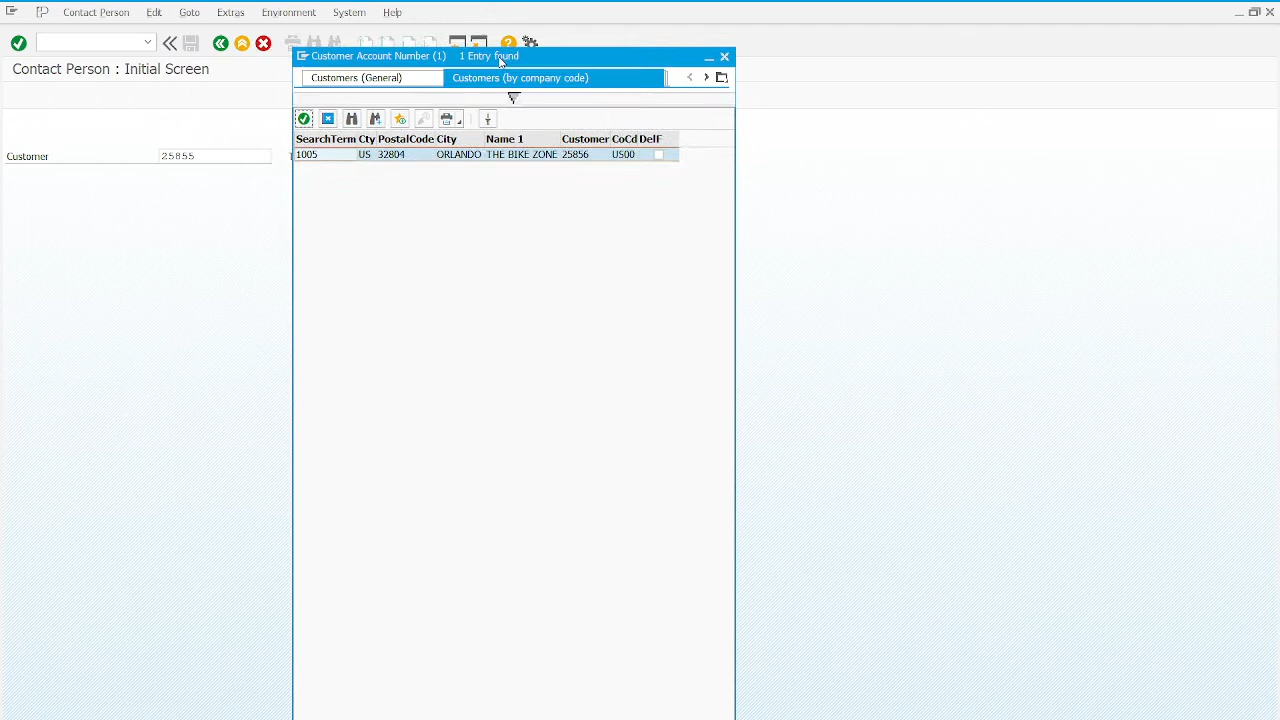 Contact Person Edit Goto Extras Environment System Help
Customer Account Number (1) 1 Entry found
Contact Person : Initial Screen
Customers (General) Customers (by company code)
SearchTerm Cty PostalCode City Name 1 Customer CoCd DelF
1005 US 32804 ORLANDO THE BIKE ZONE 25856 US00
Customer 25855